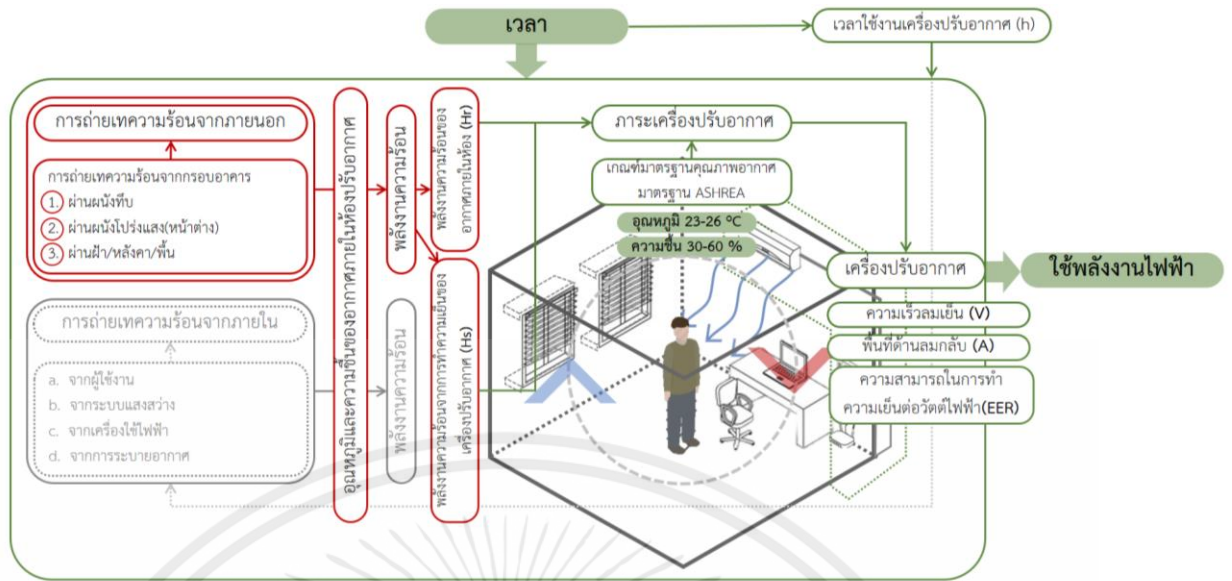 เวลา
เวลาใช้งานเครื่องปรับอากาศ (h)
การถ่ายเทความร้อนจากภายนอก
การถ่ายเทความร้อนจากกรอบอาคาร
1. ผ่านผนังทึบ
2. ผ่านผนังโปร่งแสง(หน้าต่าง)
3. ผ่านฝ้า/หลังคา/พื้น
การถ่ายเทความร้อนจากภายใน
a. จากผู้ใช้งาน
b. จากระบบแสงสว่าง
c. จากเครื่องใช้ไฟฟ้า
d. จากการระบายอากาศ
อุณหภูมิและความชื้นของอากาศภายในห้องปรับอากาศ
พลังงานความร้อน
พลังงานความร้อน
พลังงานความร้อนของ
อากาศภายในห้อง (Hr)
พลังงานความร้อนจากการทำความเย็นของ
เครื่องปรับอากาศ (Hs)
ภาระเครื่องปรับอากาศ
เกณฑ์มาตรฐานคุณภาพอากาศ
มาตรฐาน ASHREA
อุณหภูมิ 23-26 ºC
ความชื้น 30-60 %
เครื่องปรับอากาศ
ใช้พลังงานไฟฟ้า
ความเร็วลมเย็น (V)
พื้นที่ด้านลมกลับ (A)
ความสามารถในการทำ
ความเย็นต่อวัตต์ไฟฟ้า(EER)